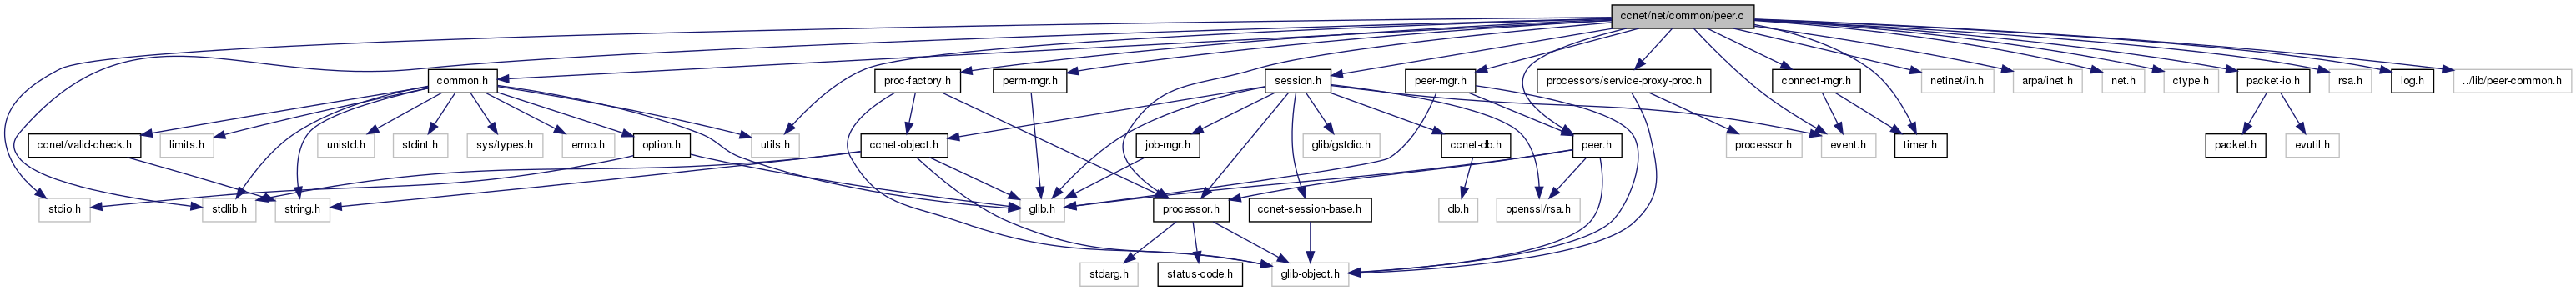 ccnet/net/common/peer.c
common.h
proc-factory.h
perm-mgr.h
session.h
peer-mgr.h
processors/service-proxy-proc.h
connect-mgr.h
netinet/in.h
arpa/inet.h
net.h
ctype.h
packet-io.h
rsa.h
log.h
../lib/peer-common.h
ccnet/valid-check.h
limits.h
unistd.h
stdint.h
sys/types.h
errno.h
option.h
utils.h
ccnet-object.h
job-mgr.h
glib/gstdio.h
ccnet-db.h
peer.h
processor.h
event.h
timer.h
packet.h
evutil.h
stdio.h
stdlib.h
string.h
glib.h
processor.h
ccnet-session-base.h
db.h
openssl/rsa.h
stdarg.h
status-code.h
glib-object.h